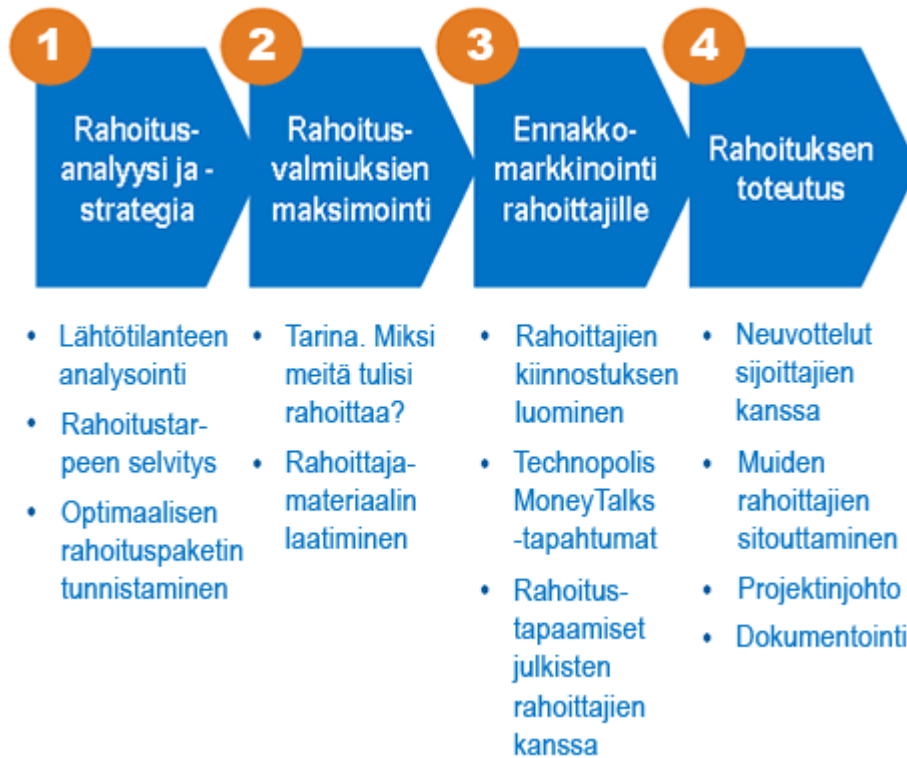 1
Rahoitus-
analyysi ja -
strategia
• Lähtötilanteen
analysointi
• Rahoitustar-
peen selvitys
• Optimaalisen
rahoituspaketin
tunnistaminen
2
Rahoitus-
valmiuksien
maksimointi
• Tarina. Miksi
meitä tulisi
rahoittaa?
• Rahoittaja-
materiaalin
laatiminen
3
Ennakko-
markkinointi
rahoittajille
• Rahoittajien
kiinnostuksen
luominen
• Technopolis
MoneyTalks
-tapahtumat
• Rahoitus-
tapaamiset
julkisten
rahoittajien
kanssa
4
Rahoituksen
toteutus
• Neuvottelut
sijoittajien
kanssa
• Muiden
rahoittajien
sitouttaminen
• Projektinjohto
• Dokumentointi